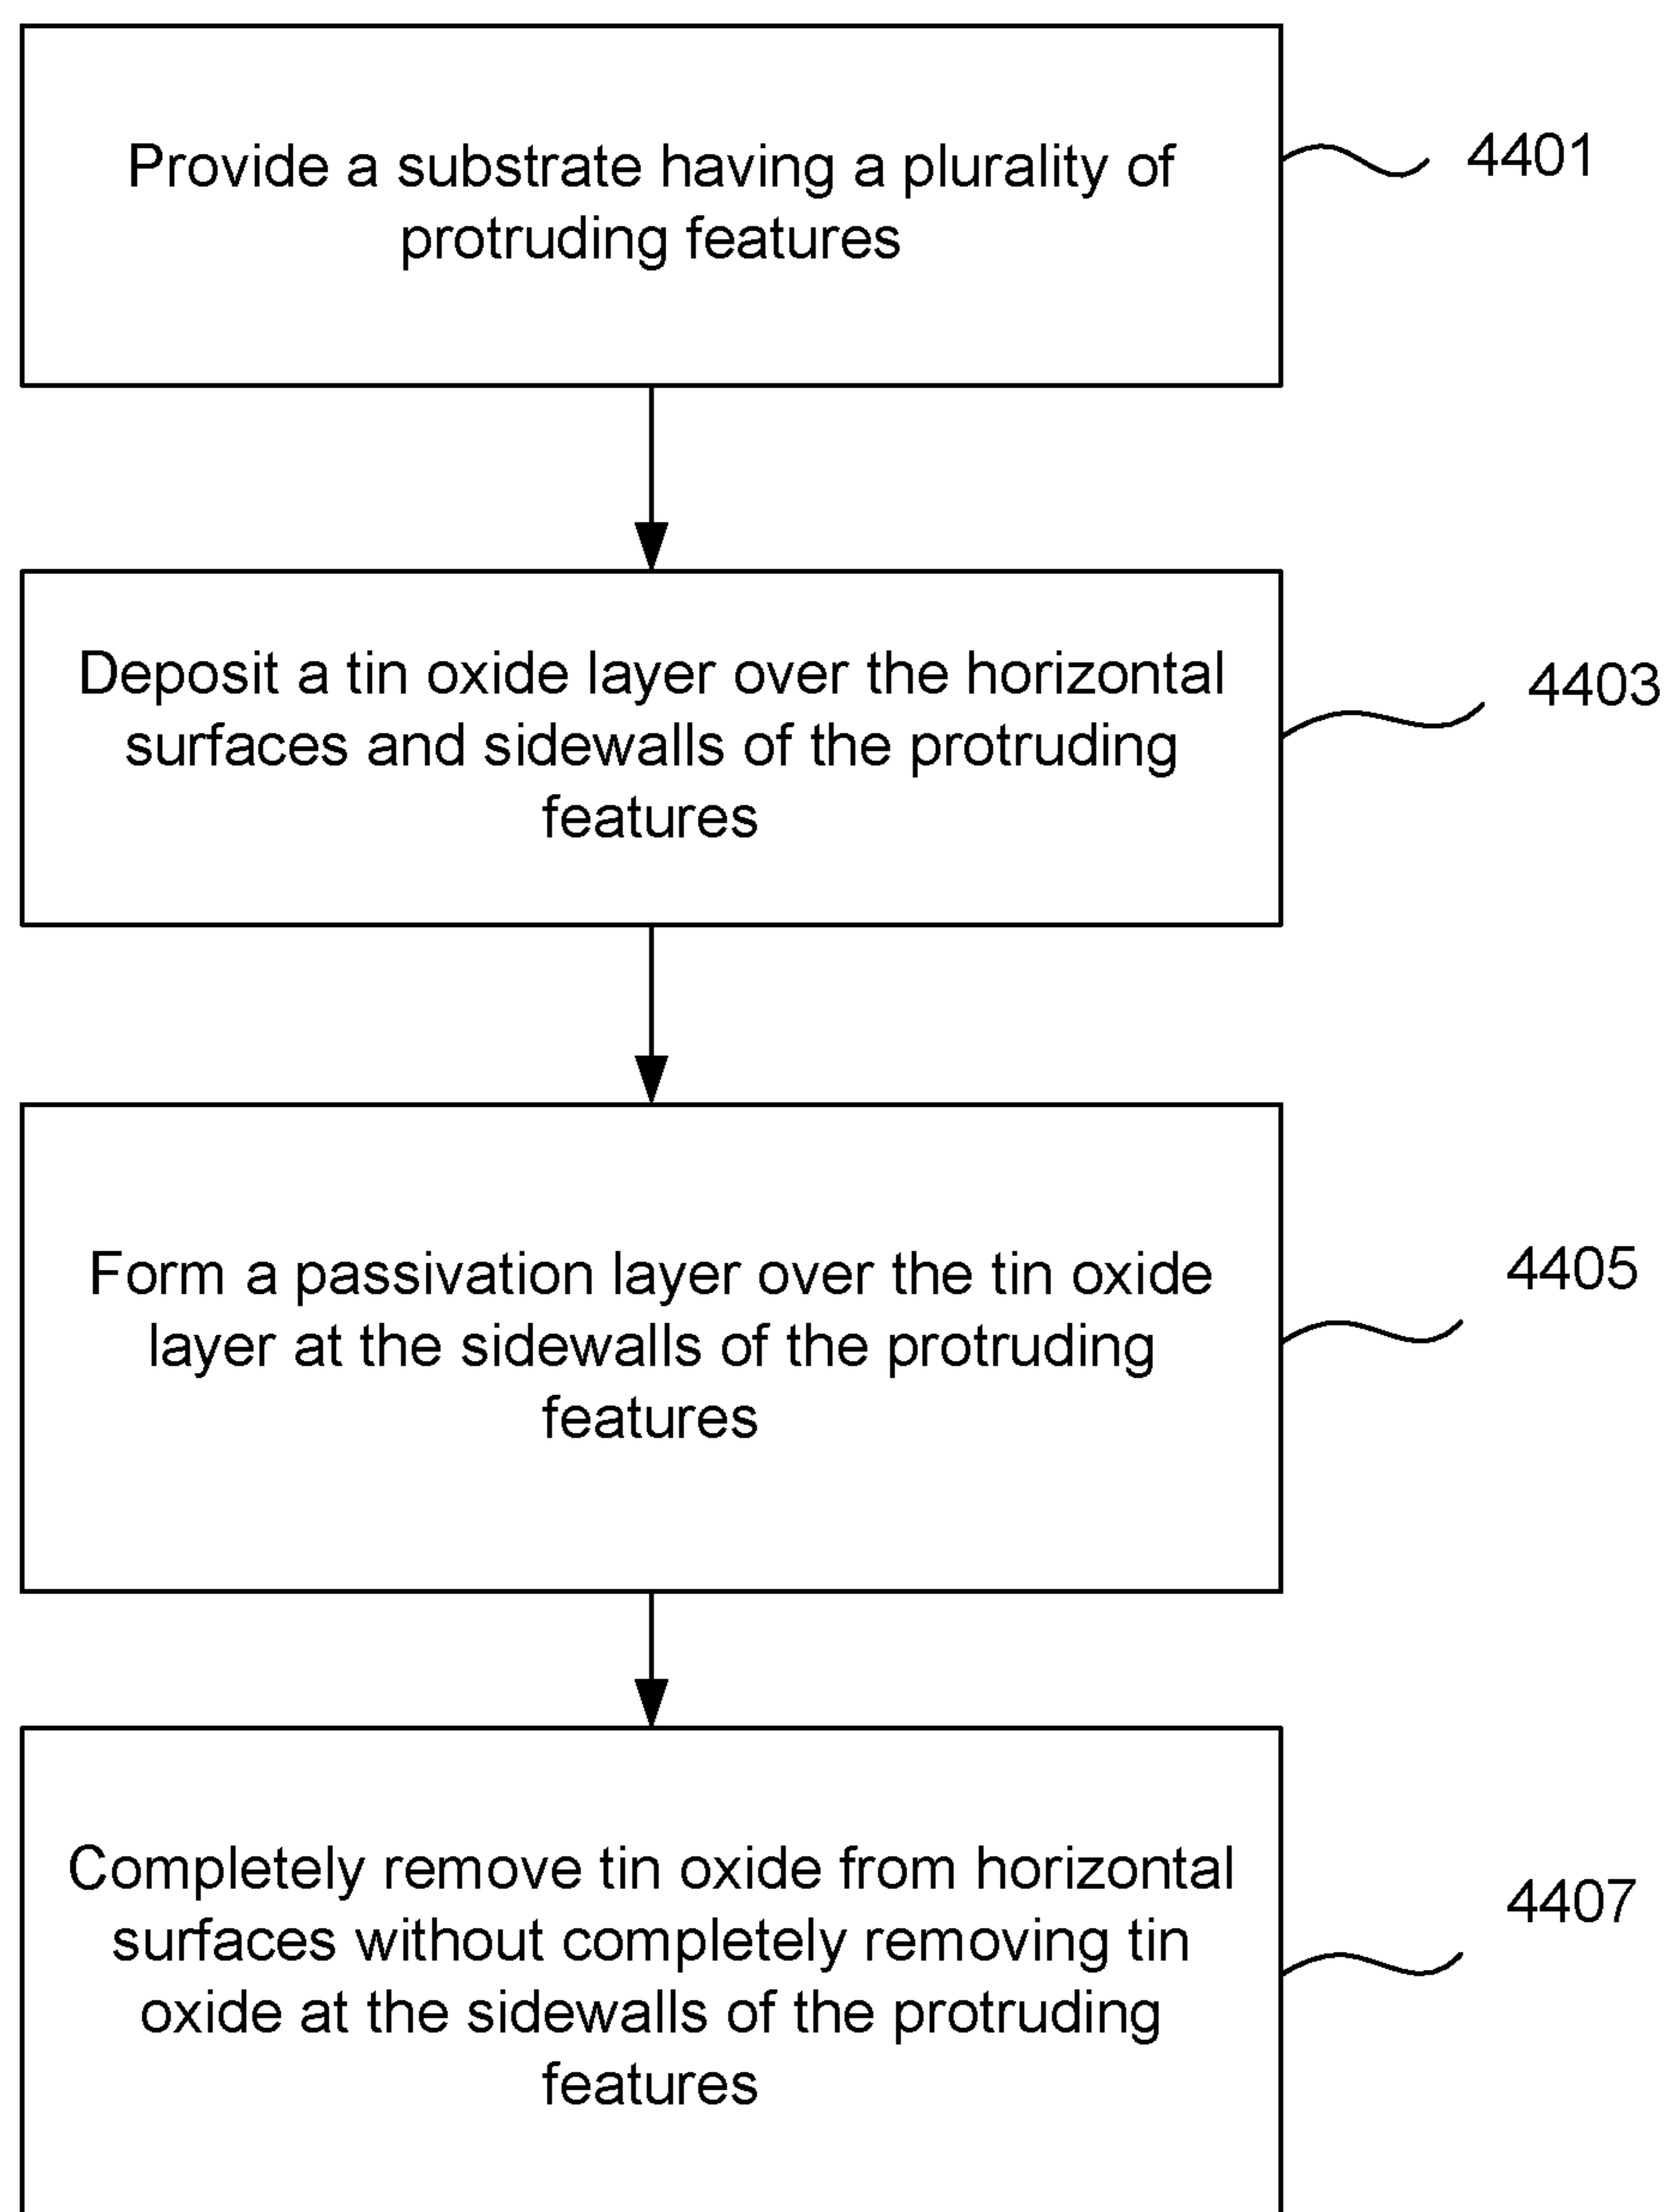 Provide a substrate having a plurality of
protruding features
4401
Deposit a tin oxide layer over the horizontal
surfaces and sidewalls of the protruding
features
4403
Form a passivation layer over the tin oxide
layer at the sidewalls of the protruding
features
4405
Completely remove tin oxide from horizontal
surfaces without completely removing tin
oxide at the sidewalls of the protruding
features
4407